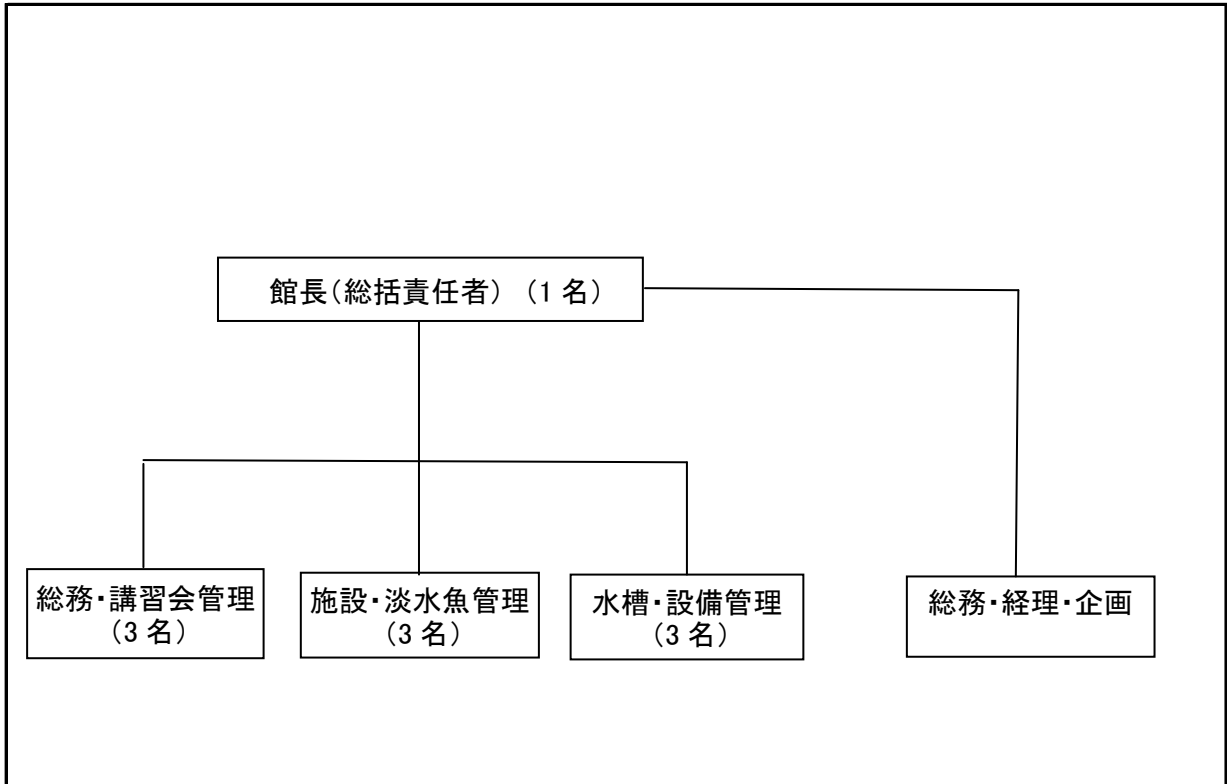 館長(総括責任者) (1名)
総務・講習会管理
(3名)
施設・淡水魚管理
(3名)
水槽・設備管理
(3名)
総務・経理・企画